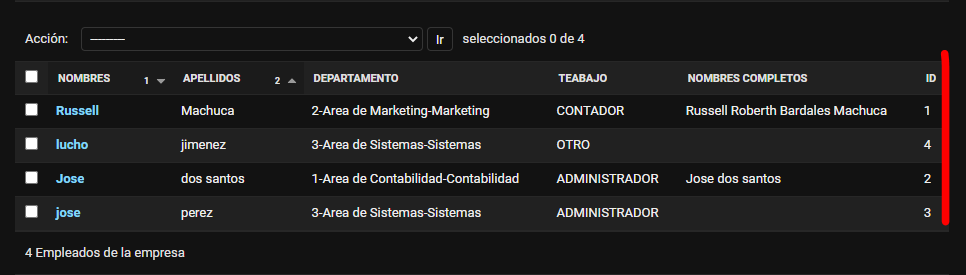 Acción: ---------- Ir seleccionados 0 de 4
NOMBRES 1 APELLIDOS 2 DEPARTAMENTO TEABAJO NOMBRES COMPLETOS ID
Russell Machuca 2-Area de Marketing-Marketing CONTADOR Russell Roberth Bardales Machuca 1
lucho jimenez 3-Area de Sistemas-Sistemas OTRO 4
Jose dos santos 1-Area de Contabilidad-Contabilidad ADMINISTRADOR Jose dos santos 2
jose perez 3-Area de Sistemas-Sistemas ADMINISTRADOR 3
4 Empleados de la empresa